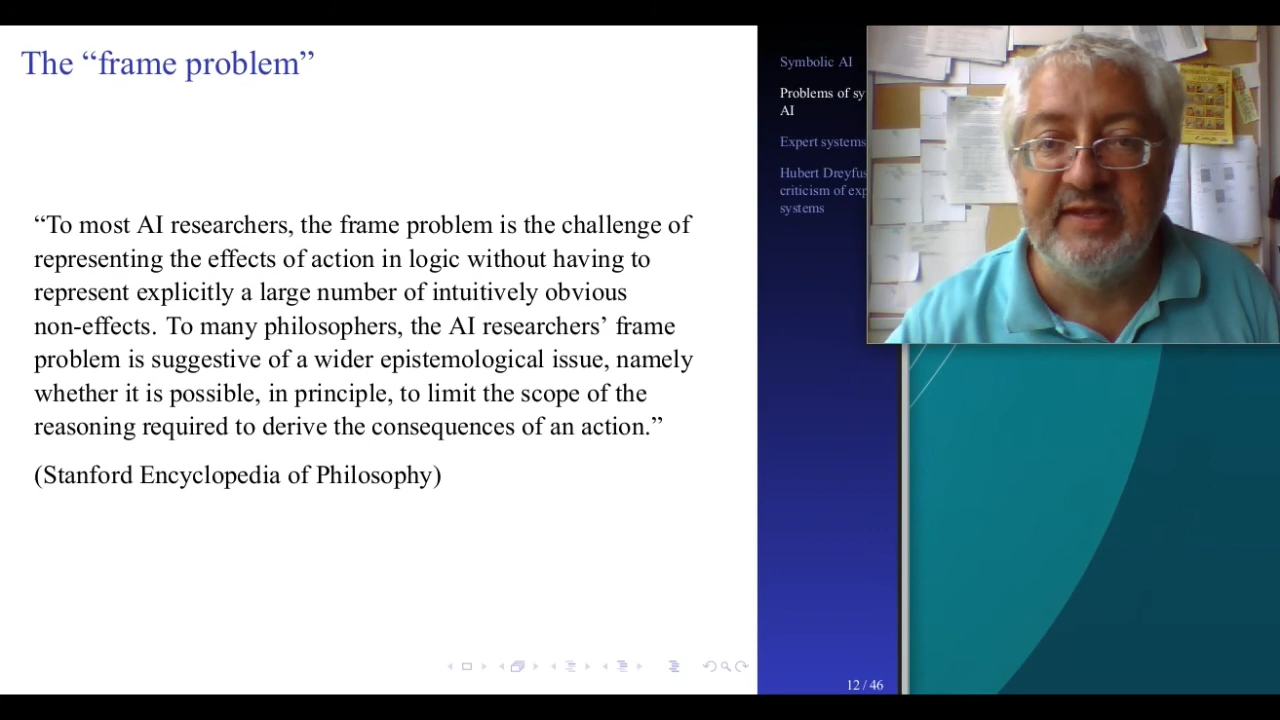 The “frame problem”
“To most AI researchers, the frame problem is the challenge of
representing the effects of action in logic without having to
represent explicitly a large number of intuitively obvious
non-effects. To many philosophers, the AI researchers’ frame
problem is suggestive of a wider epistemological issue, namely
whether it is possible, in principle, to limit the scope of the
reasoning required to derive the consequences of an action.”
(Stanford Encyclopedia of Philosophy)
Symbolic AI
Problems of sy
AI
Expert systems
Hubert Dreyfus
criticism of exp
systems
12 / 46